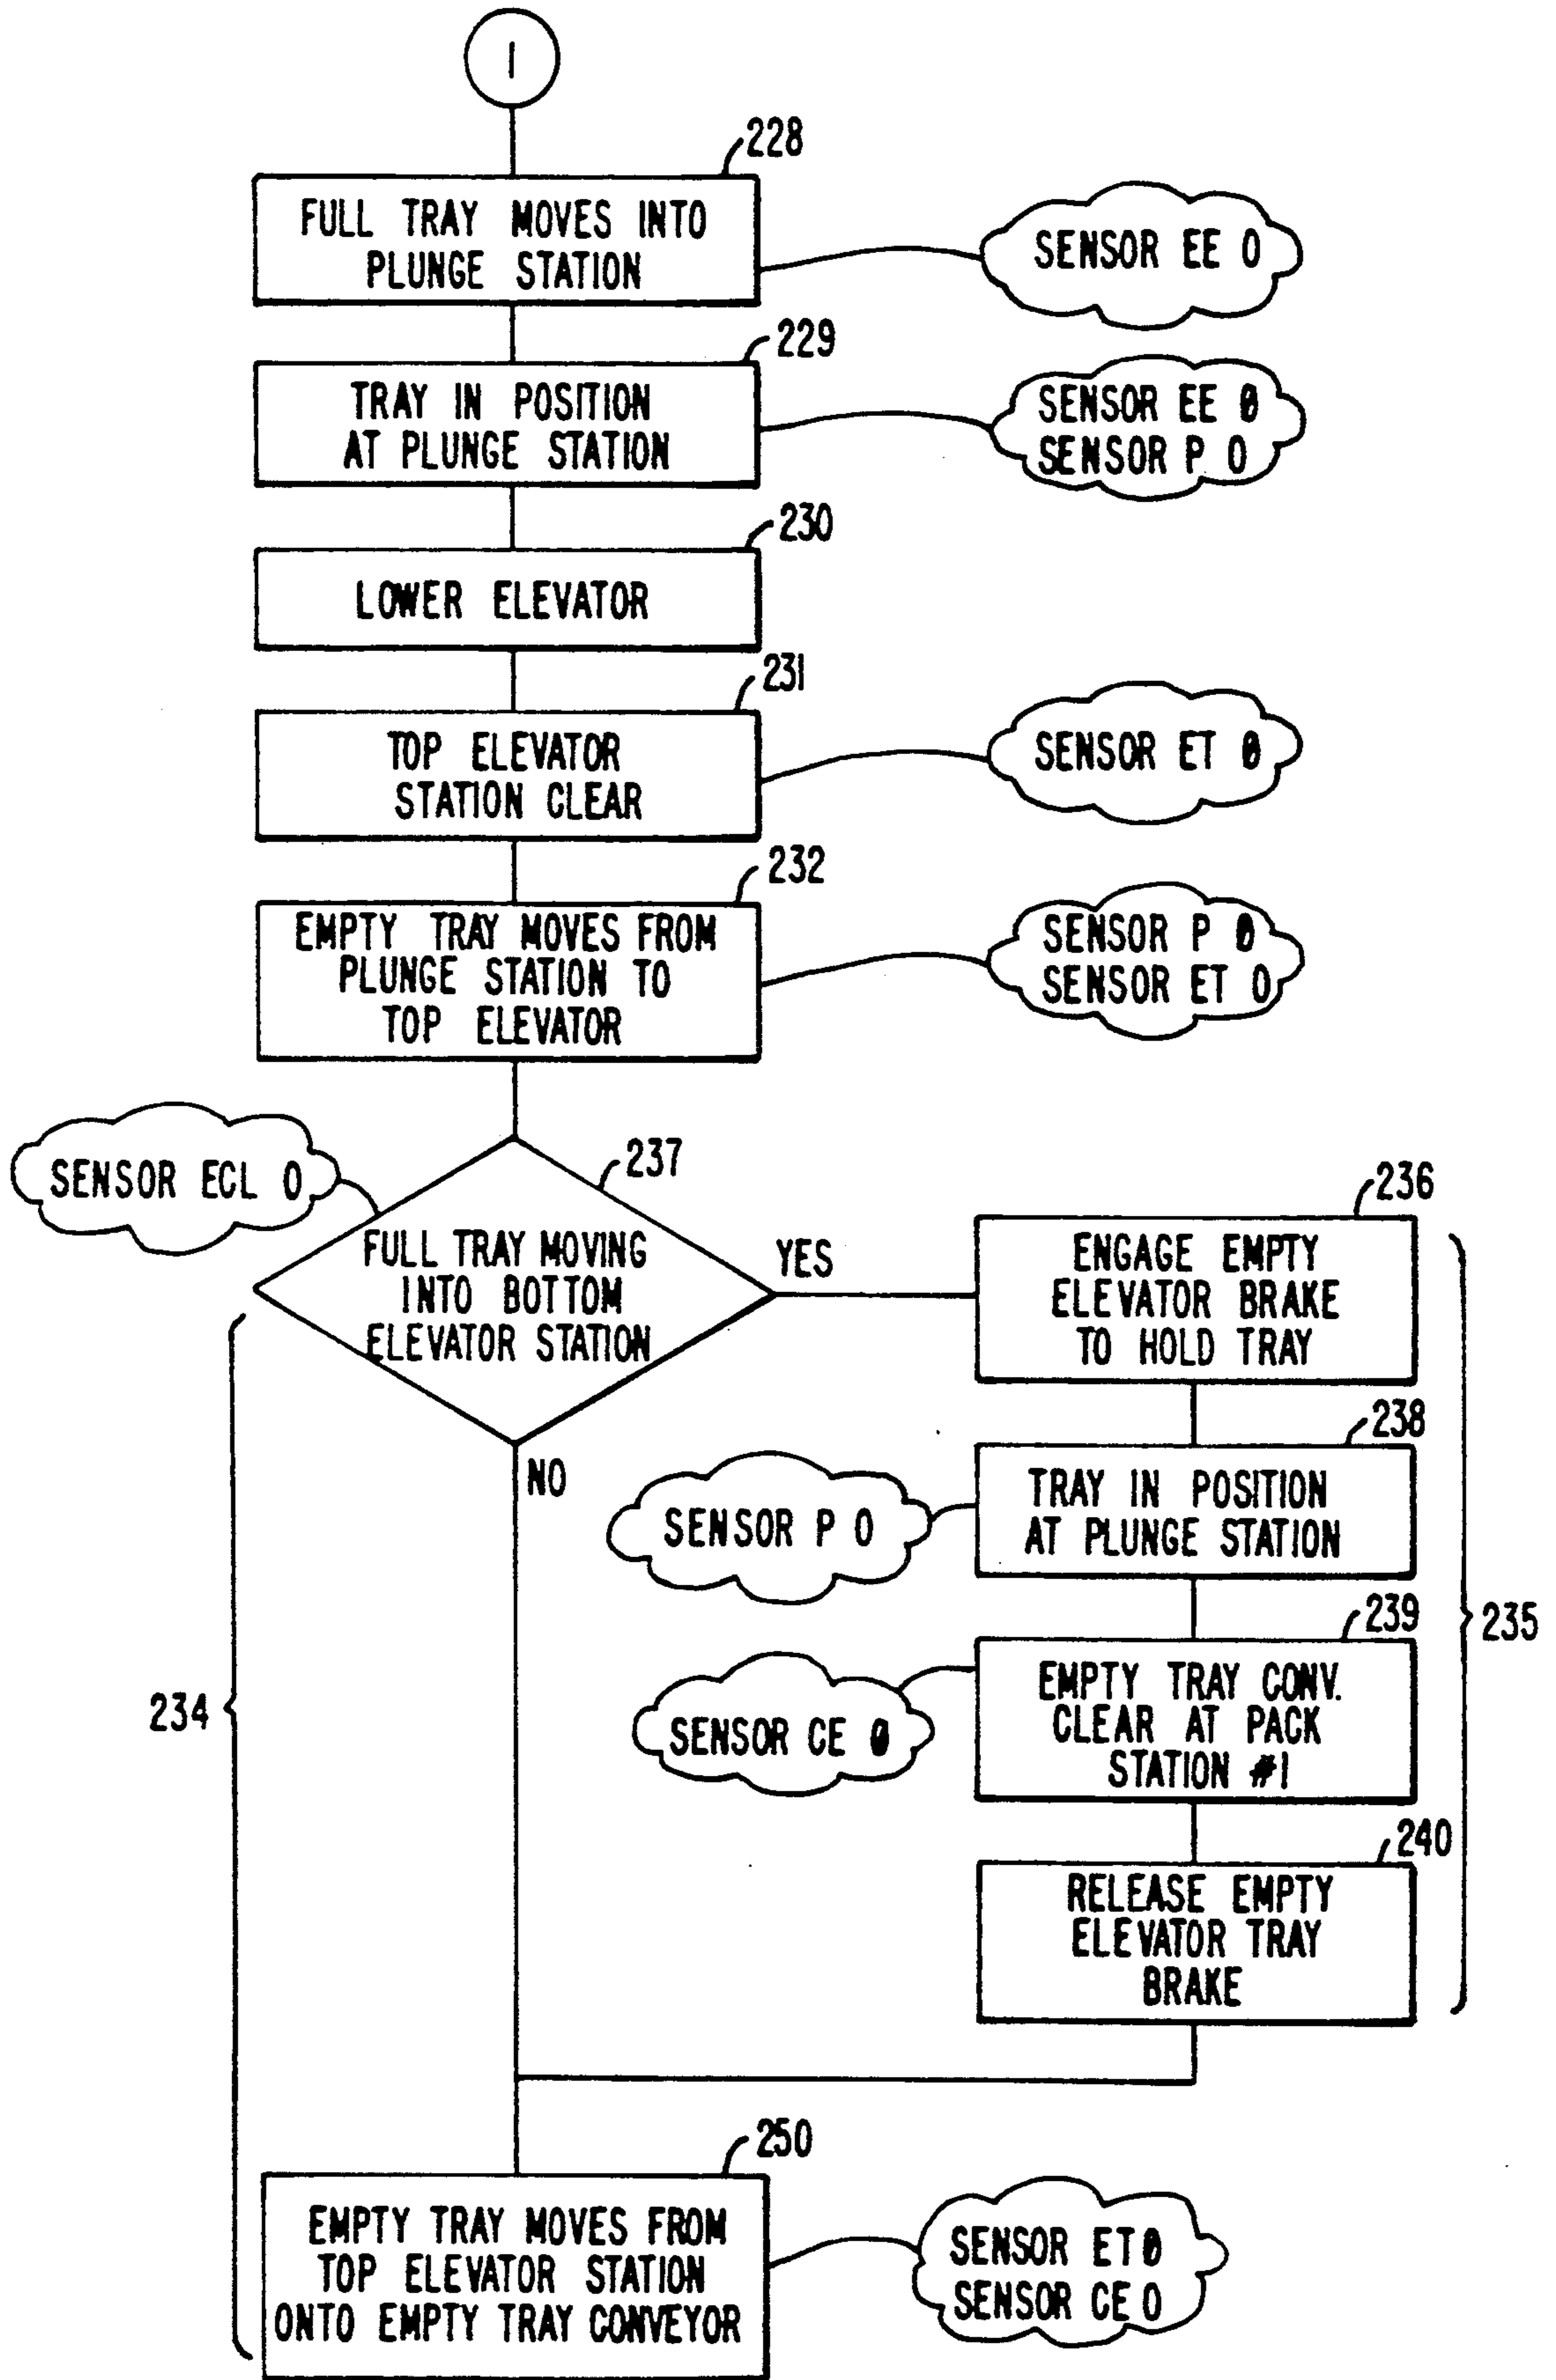 1
228
FULL TRAY MOVES INTO
PLUNGE STATION
SENSOR EE 0
229
TRAY IN POSITION
AT PLUNGE STATION
SENSOR EE Ø
SENSOR P 0
230
LOWER ELEVATOR
231
TOP ELEVATOR
STATION CLEAR
SENSOR ET Ø
232
EMPTY TRAY MOVES FROM
PLUNGE STATION TO
TOP ELEVATOR
SENSOR P Ø
SENSOR ET 0
SENSOR ECL 0
237
FULL TRAY MOVING
INTO BOTTOM
ELEVATOR STATION
YES
NO
236
ENGAGE EMPTY
ELEVATOR BRAKE
TO HOLD TRAY
238
TRAY IN POSITION
AT PLUNGE STATION
SENSOR P 0
239
EMPTY TRAY CONV.
CLEAR AT PACK
STATION #1
SENSOR CE Ø
235
234
240
RELEASE EMPTY
ELEVATOR TRAY
BRAKE
250
EMPTY TRAY MOVES FROM
TOP ELEVATOR STATION
ONTO EMPTY TRAY CONVEYOR
SENSOR ET Ø
SENSOR CE 0